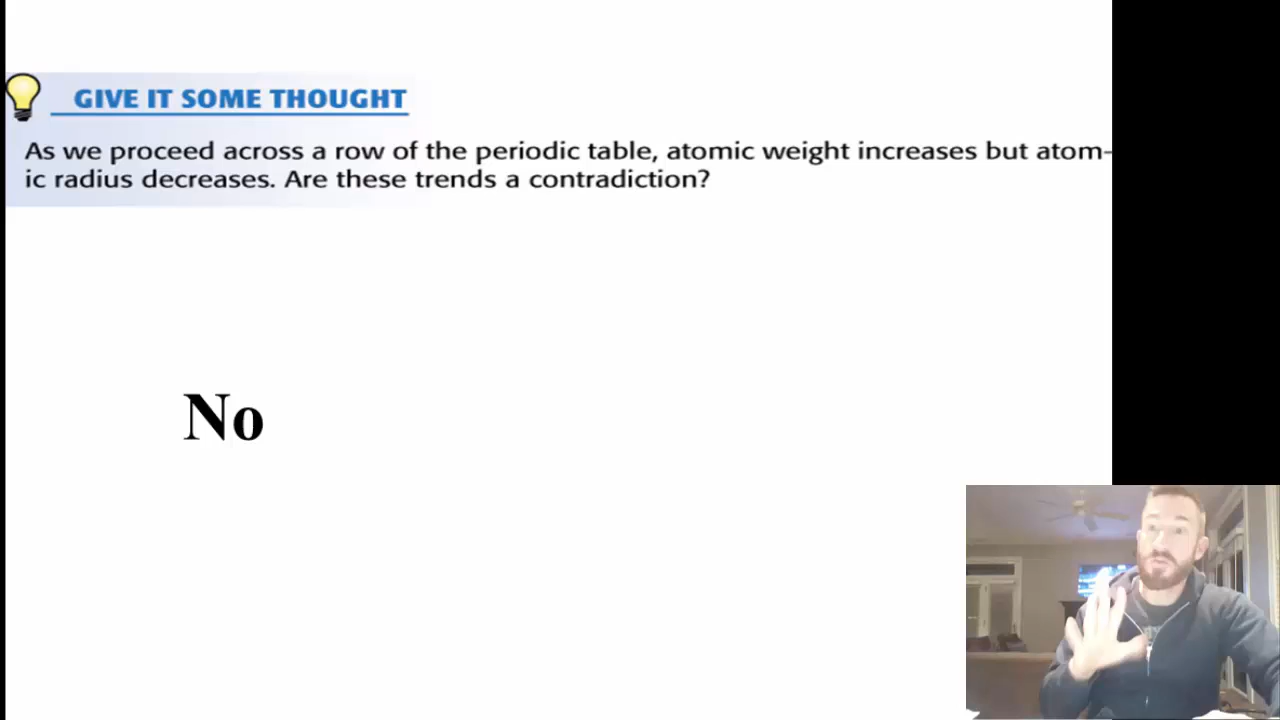 GIVE IT SOME THOUGHT
As we proceed across a row of the periodic table, atomic weight increases but atom-
ic radius decreases. Are these trends a contradiction?
No